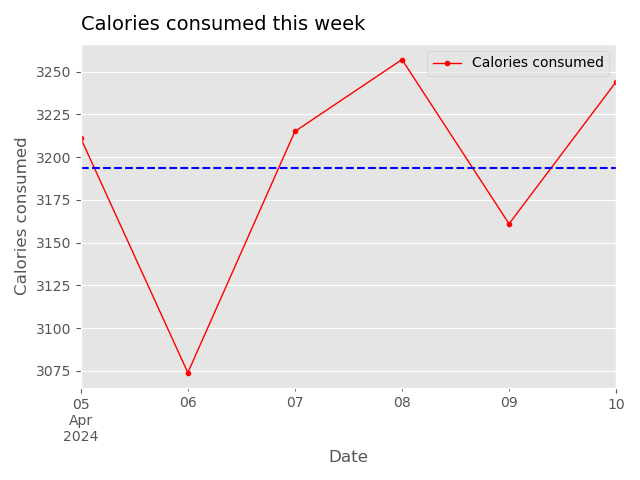 Calories consumed this week
Calories consumed
3250
3225
3200
3175
3150
3125
3100
3075
Calories consumed
05 06 07 08 09 10
Apr
2024
Date